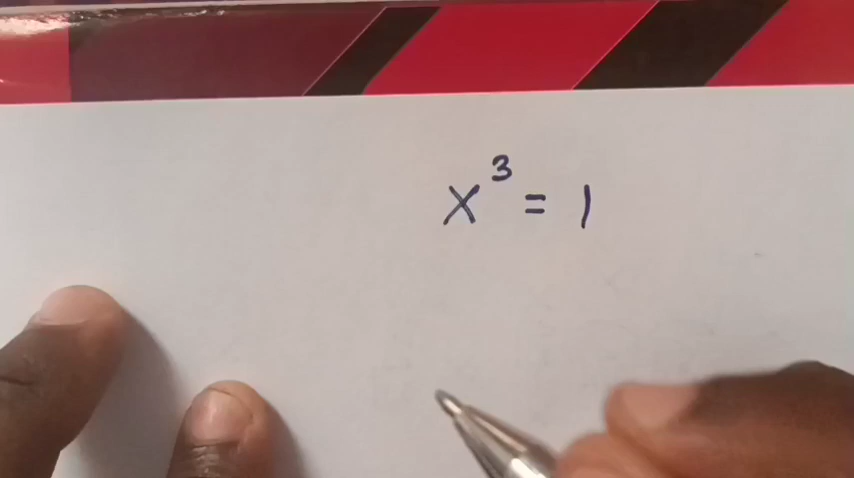 x³ = 1